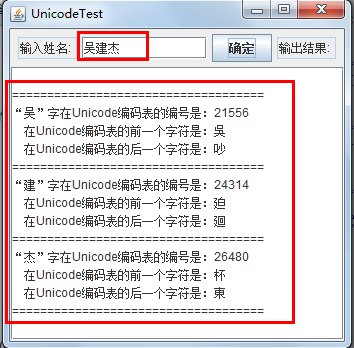 UnicodeTest
输入姓名: 吴建杰 确定 输出结果:
====================================
“吴”字在Unicode编码表的编号是：21556
在Unicode编码表的前一个字符是：吳
在Unicode编码表的后一个字符是：吵
====================================
“建”字在Unicode编码表的编号是：24314
在Unicode编码表的前一个字符是：廹
在Unicode编码表的后一个字符是：廻
====================================
“杰”字在Unicode编码表的编号是：26480
在Unicode编码表的前一个字符是：杯
在Unicode编码表的后一个字符是：東
====================================